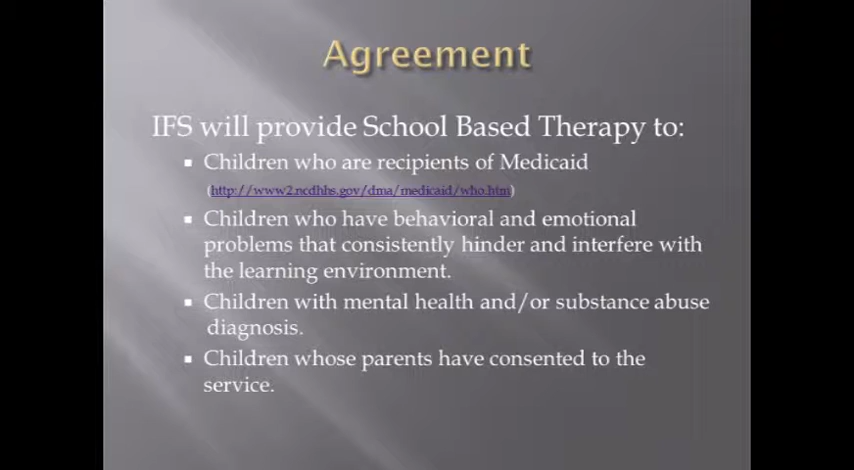 Agreement
IFS will provide School Based Therapy to:
▪ Children who are recipients of Medicaid
(http://www2.ncdhhs.gov/dma/medicaid/who.htm)
▪ Children who have behavioral and emotional
problems that consistently hinder and interfere with
the learning environment.
▪ Children with mental health and/or substance abuse
diagnosis.
▪ Children whose parents have consented to the
service.